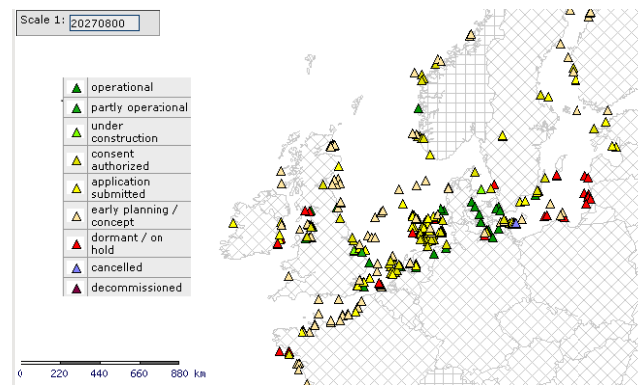 Scale 1: 20270800
operational
partly operational
under
construction
consent
authorized
application
submitted
early planning /
concept
dormant / on
hold
cancelled
decommissioned
0 220 440 660 880 km